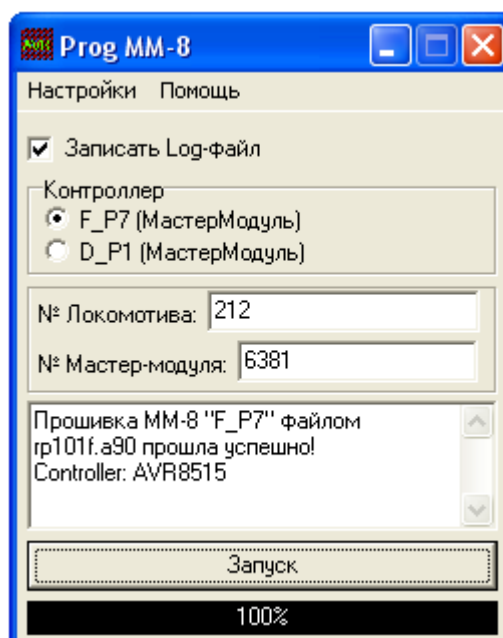 Prog MM-8
Настройки Помощь
Записать Log-файл
Контроллер
F_P7 (МастерМодуль)
D_P1 (МастерМодуль)
№ Локомотива: 212
№ Мастер-модуля: 6381
Прошивка ММ-8 "F_P7" файлом
rp101f.a90 прошла успешно!
Controller: AVR8515
Запуск
100%